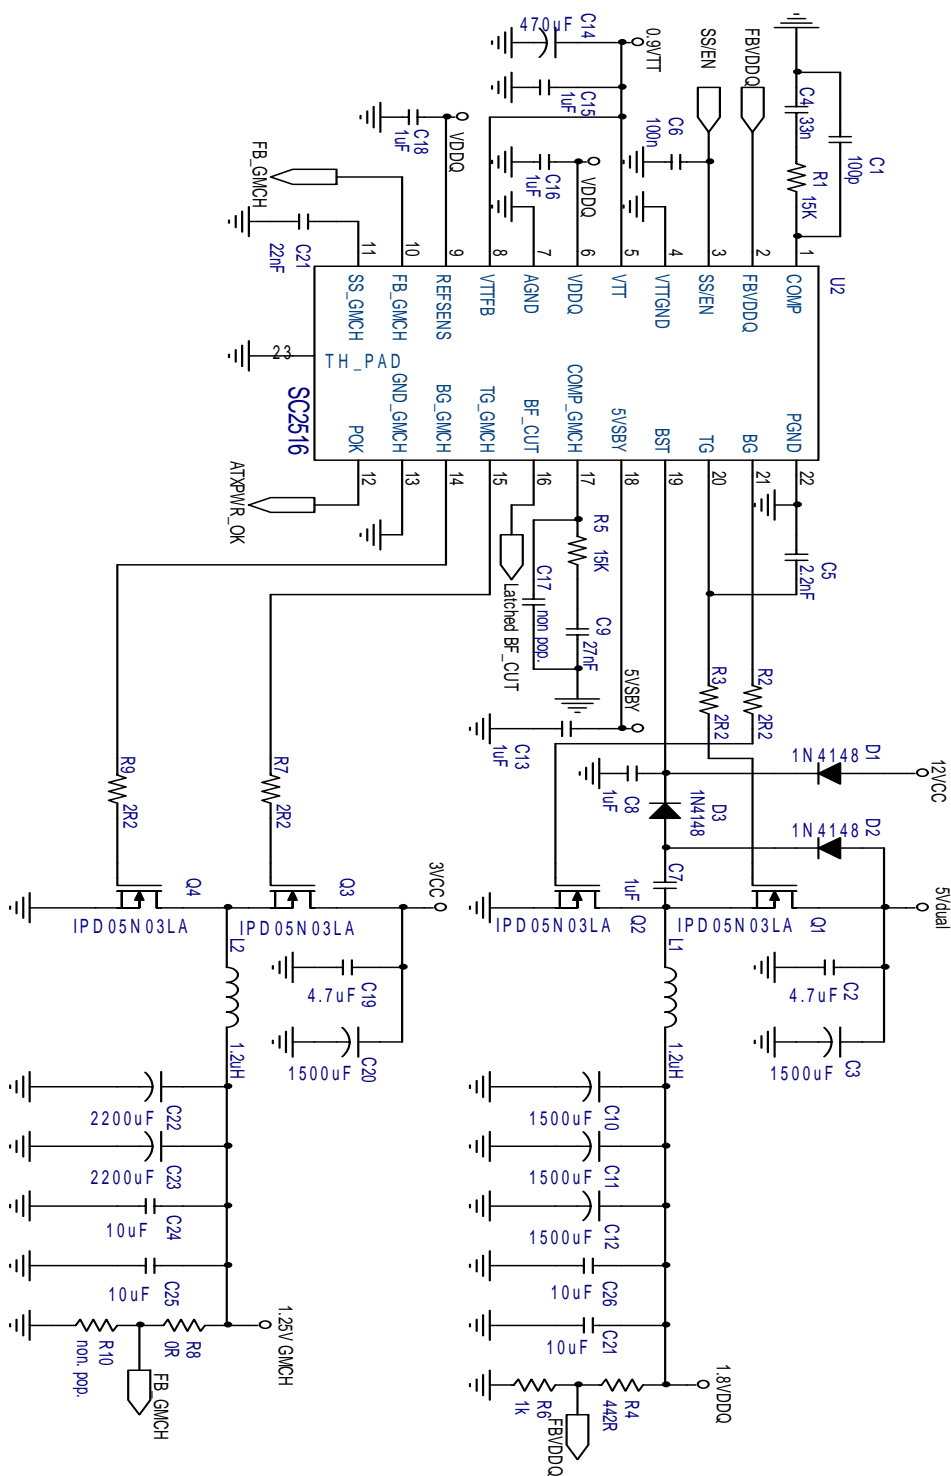 C1
100p
C4
33n
R1
15K
FBVDDQ
SS/EN
C6
100n
0.9VTT
470uF
C14
C15
1uF
VDDQ
C16
1uF
VDDQ
C18
1uF
FB_GMCH
C21
22nF
U2
1
COMP
2
FBVDDQ
3
SS/EN
4
VTTGND
5
VTT
6
VDDQ
7
AGND
8
VTTFB
9
REFSENS
10
FB_GMCH
11
SS_GMCH
23
TH_PAD
SC2516
PGND
22
BG
21
TG
20
BST
19
5VSBY
18
COMP_GMCH
17
BF_CUT
16
TG_GMCH
15
BG_GMCH
14
GND_GMCH
13
POK
12
ATXPWR_OK
C5
2.2nF
R2
2R2
R3
2R2
R5
15K
C9
27nF
C17
non pop.
Latched BF_CUT
5VSBY
C13
1uF
R7
2R2
R9
2R2
12VCC
D1
1N4148
D2
1N4148
D3
1N4148
C8
1uF
C7
1uF
5Vdual
Q1
IPD05N03LA
Q2
IPD05N03LA
C2
4.7uF
C3
1500uF
L1
1.2uH
C10
1500uF
C11
1500uF
C12
1500uF
C26
10uF
C21
10uF
1.8VDDQ
R4
442R
R6
1k
FBVDDQ
3VCC
Q3
IPD05N03LA
Q4
IPD05N03LA
C19
4.7uF
C20
1500uF
L2
1.2uH
C22
2200uF
C23
2200uF
C24
10uF
C25
10uF
1.25V GMCH
R8
0R
R10
non. pop.
FB_GMCH